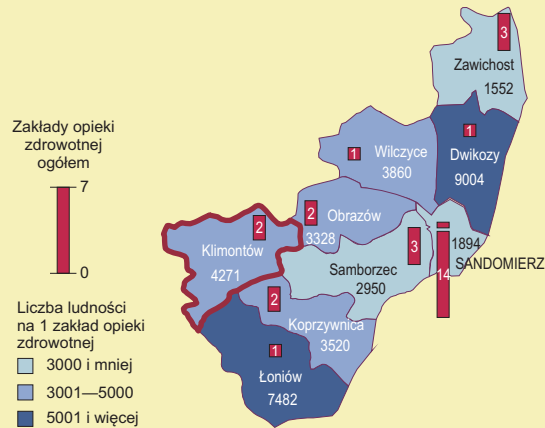 3
Zawichost
1552
Zakłady opieki
zdrowotnej
ogółem
7
0
1
Wilczyce
3860
1
Dwikozy
9004
2
Obrazów
3328
2
Klimontów
4271
3
Samborzec
2950
1894
SANDOMIERZ
14
2
Koprzywnica
3520
1
Łoniów
7482
Liczba ludności
na 1 zakład opieki
zdrowotnej
3000 i mniej
3001—5000
5001 i więcej